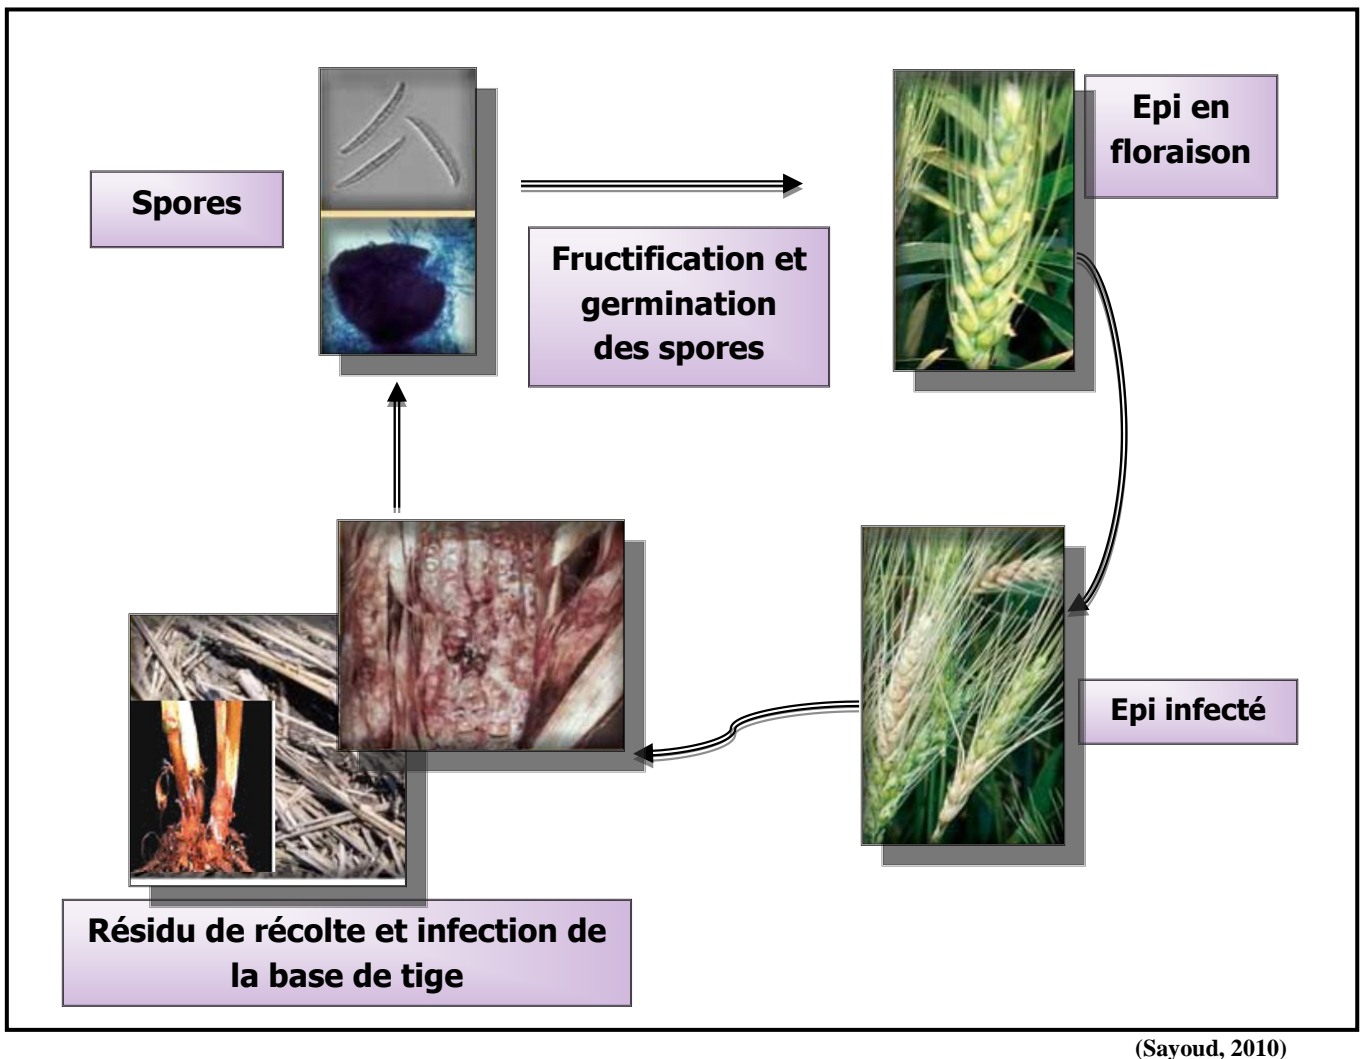 Spores
Fructification et
germination
des spores
Epi en
floraison
Epi infecté
Résidu de récolte et infection de
la base de tige
(Sayoud, 2010)